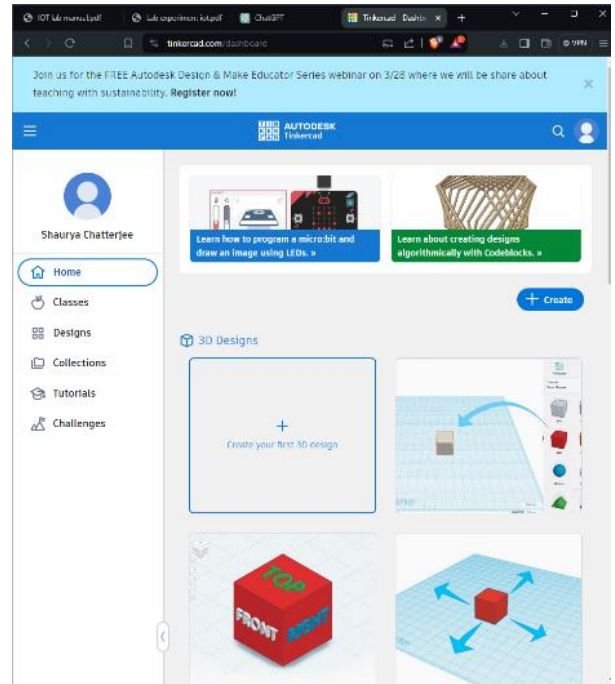 IOT lab manual.pdf
Lab experiment iot.pdf
ChatGPT
Tinkercad Dashb
tinkercad.com/dashboard
VPN
Join us for the FREE Autodesk Design & Make Educator Series webinar on 3/28 where we will be share about
teaching with sustainability. Register now!
AUTODESK
Tinkercad
Shaurya Chatterjee
Home
Classes
Designs
Collections
Tutorials
Challenges
Learn how to program a micro:bit and
draw an image using LEDs. »
Learn about creating designs
algorithmically with Codeblocks. »
+ Create
3D Designs
+
Create your first 3D design
TOP
FRONT
RIGHT